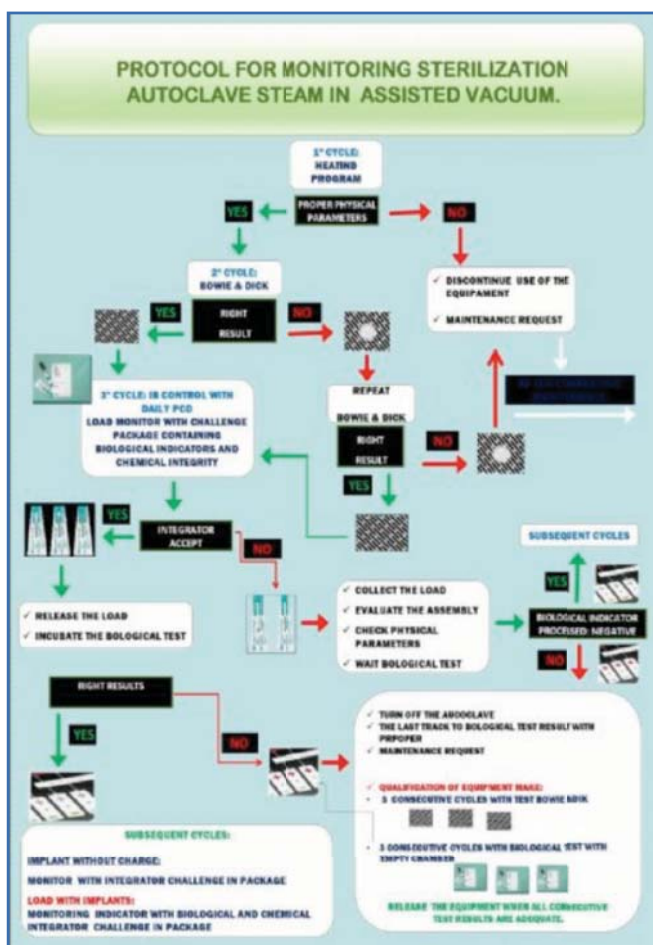 PROTOCOL FOR MONITORING STERILIZATION
AUTOCLAVE STEAM IN ASSISTED VACUUM.
1° CYCLE:
HEATIND
PROGRAM
PROPER PHYSICAL
PARAMETERS
YES
NO
2° CYCLE:
BOWIE & DICK
RIGHT
RESULT
YES
NO
✓ DISCONTINUE USE OF THE
EQUIPAMENT
✓ MAINTENANCE REQUEST
3° CYCLE: IB CONTROL WITH
DAILY PCD
LOAD MONITOR WITH CHALLENGE
PACKAGE CONTAINING
BIOLOGICAL INDICATORS AND
CHEMICAL INTEGRITY
REPEAT
BOWIE & DICK
RIGHT
RESULT
NO
YES
YES
INTEGRATOR
ACCEPT
NO
SUBSEQUENT CYCLES
YES
✓ RELEASE THE LOAD
✓ INCUBATE THE BOLOGICAL TEST
✓ COLLECT THE LOAD
✓ EVALUATE THE ASSEMBLY
✓ CHECK PHYSICAL
PARAMETERS
✓ WAIT BIOLOGICAL TEST
BIOLOGICAL INDICATOR
PROCESSED: NEGATIVE
NO
RIGHT RESULTS
YES
NO
✓ TURN OFF THE
✓ THE LAST TRACK TO BIOLOGICAL TEST RESULT WITH
✓ MAINTENANCE REQUEST
✓ QUALIFICATION OF EQUIPMENT MAKE:
• 3 CONSECUTIVE CYCLES WITH TEST BOWIE
• 3 CONSECUTIVE CYCLES WITH BIOLOGICAL TEST WITH
EMPTY CHAMBER
RELEASE THE EQUIPMENT WHEN ALL CONSECUTIVE
TEST RESULTS ARE ADEQUATE.
SUBSEQUENT CYCLES:
IMPLANT WITHOUT CHARGE:
MONITOR WITH INTEGRATOR CHALLENGE IN PACKAGE
LOAD WITH IMPLANTS:
MONITORING INDICATOR WITH BIOLOGICAL AND CHEMICAL
INTEGRATOR CHALLENGE IN PACKAGE